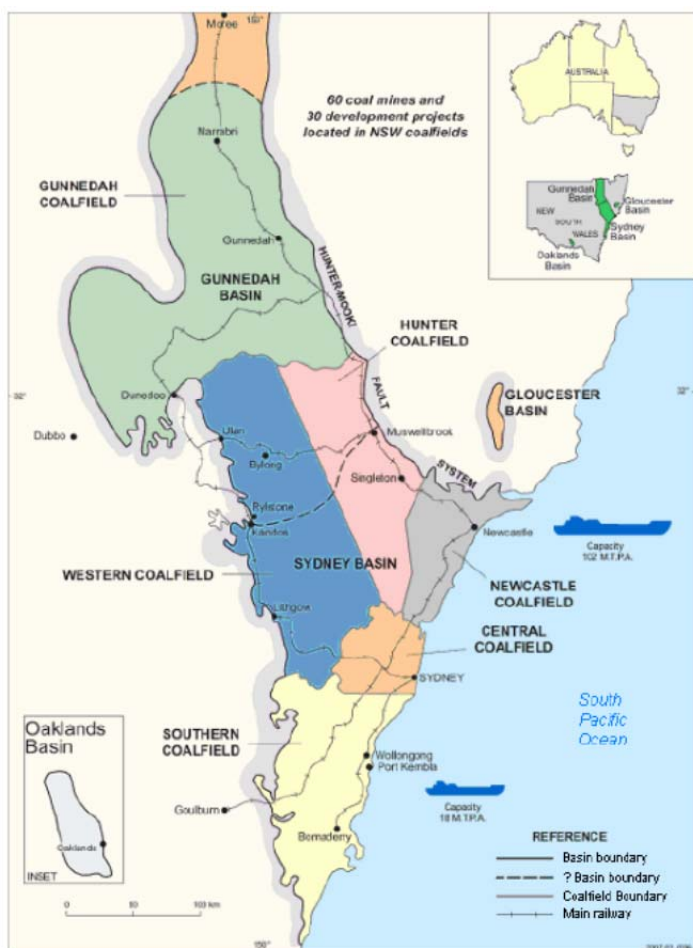 Moree
150°
60 coal mines and
30 development projects
located in NSW coalfields
AUSTRALIA
Narrabri
GUNNEDAH
COALFIELD
Gunnedah
Basin
Gloucester
Basin
NEW
SOUTH
WALES
Sydney
Basin
Oaklands
Basin
Gunnedah
GUNNEDAH
BASIN
HUNTER-MOOKI
FAULT
SYSTEM
HUNTER
COALFIELD
32°
32°
GLOUCESTER
BASIN
Dunedoo
Dubbo
Ulan
Bylong
Muswellbrook
Singleton
Rylstone
Kandos
Newcastle
Capacity
102 M.T.P.A.
WESTERN COALFIELD
SYDNEY BASIN
NEWCASTLE
COALFIELD
Lithgow
CENTRAL
COALFIELD
SYDNEY
South
Pacific
Ocean
Oaklands
Basin
SOUTHERN
COALFIELD
Wollongong
Port Kembla
Goulburn
Capacity
18 M.T.P.A.
Bomaderry
Oaklands
INSET
REFERENCE
Basin boundary
? Basin boundary
Coalfield Boundary
Main railway
0
50
100 km
150°